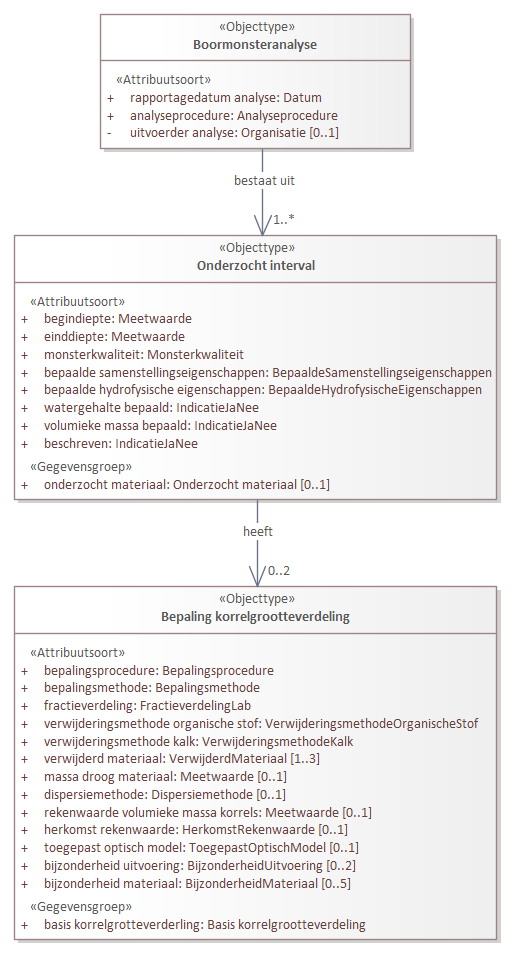 «Objecttype»
Boormonsteranalyse
«Attribuutsoort»
+ rapportagedatum analyse: Datum
+ analyseprocedure: Analyseprocedure
- uitvoerder analyse: Organisatie [0..1]
bestaat uit
1..*
«Objecttype»
Onderzocht interval
«Attribuutsoort»
+ begindiepte: Meetwaarde
+ einddiepte: Meetwaarde
+ monsterkwaliteit: Monsterkwaliteit
+ bepaalde samenstellingseigenschappen: BepaaldeSamenstellingseigenschappen
+ bepaalde hydrofysische eigenschappen: BepaaldeHydrofysischeEigenschappen
+ watergehalte bepaald: IndicatieJaNee
+ volumieke massa bepaald: IndicatieJaNee
+ beschreven: IndicatieJaNee
«Gegevensgroep»
+ onderzocht materiaal: Onderzocht materiaal [0..1]
heeft
0..2
«Objecttype»
Bepaling korrelgrootteverdeling
«Attribuutsoort»
+ bepalingsprocedure: Bepalingsprocedure
+ bepalingsmethode: Bepalingsmethode
+ fractieverdeling: FractieverdelingLab
+ verwijderingsmethode organische stof: VerwijderingsmethodeOrganischeStof
+ verwijderingsmethode kalk: VerwijderingsmethodeKalk
+ verwijderd materiaal: VerwijderdMateriaal [1..3]
+ massa droog materiaal: Meetwaarde [0..1]
+ dispersiemethode: Dispersiemethode [0..1]
+ rekenwaarde volumieke massa korrels: Meetwaarde [0..1]
+ herkomst rekenwaarde: HerkomstRekenwaarde [0..1]
+ toegepast optisch model: ToegepastOptischModel [0..1]
+ bijzonderheid uitvoering: BijzonderheidUitvoering [0..2]
+ bijzonderheid materiaal: BijzonderheidMateriaal [0..5]
«Gegevensgroep»
+ basis korrelgrotteverderling: Basis korrelgrootteverdeling